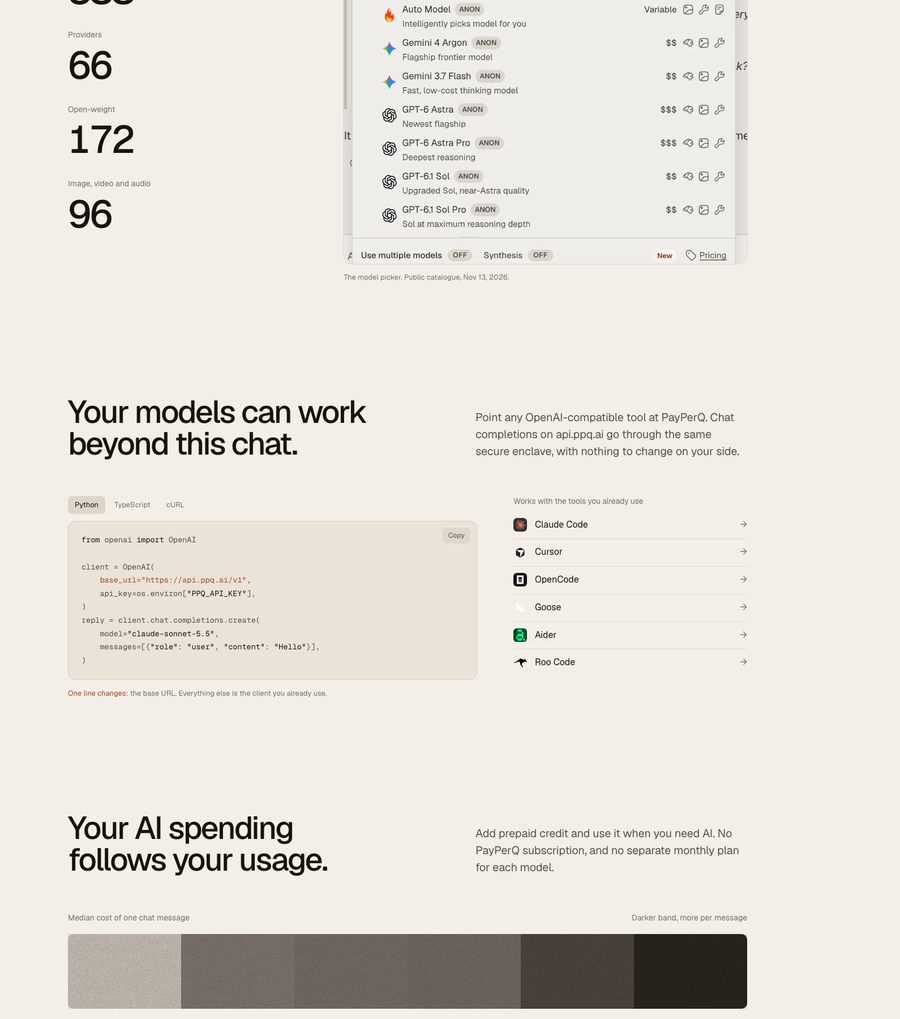 Providers
66
Open-weight
172
Image, video and audio
96
Auto Model ANON Variable
Intelligently picks model for you
Gemini 4 Argon ANON $$
Flagship frontier model
Gemini 3.7 Flash ANON $$
Fast, low-cost thinking model
GPT-6 Astra ANON $$$
Newest flagship
It
GPT-6 Astra Pro ANON $$$
Deepest reasoning
GPT-6.1 Sol ANON $$
Upgraded Sol, near-Astra quality
GPT-6.1 Sol Pro ANON $$
Sol at maximum reasoning depth
Use multiple models OFF Synthesis OFF New Pricing
The model picker. Public catalogue, Nov 13, 2026.
Your models can work
beyond this chat.
Point any OpenAI-compatible tool at PayPerQ. Chat
completions on api.ppq.ai go through the same
secure enclave, with nothing to change on your side.
Python TypeScript cURL
Copy
from openai import OpenAI
client = OpenAI(
base_url="https://api.ppq.ai/v1",
api_key=os.environ["PPQ_API_KEY"],
)
reply = client.chat.completions.create(
model="claude-sonnet-5.5",
messages=[{"role": "user", "content": "Hello"}],
)
One line changes: the base URL. Everything else is the client you already use.
Works with the tools you already use
Claude Code →
Cursor →
OpenCode →
Goose →
Aider →
Roo Code →
Your AI spending
follows your usage.
Add prepaid credit and use it when you need AI. No
PayPerQ subscription, and no separate monthly plan
for each model.
Median cost of one chat message
Darker band, more per message